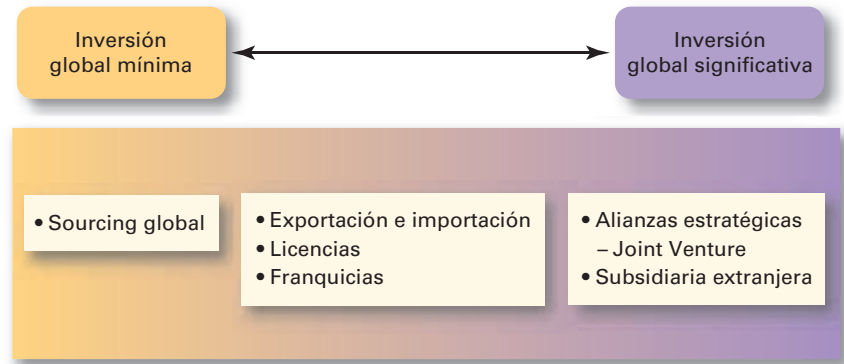 Inversión
global mínima
Inversión
global significativa
• Sourcing global
• Exportación e importación
• Licencias
• Franquicias
• Alianzas estratégicas
– Joint Venture
• Subsidiaria extranjera